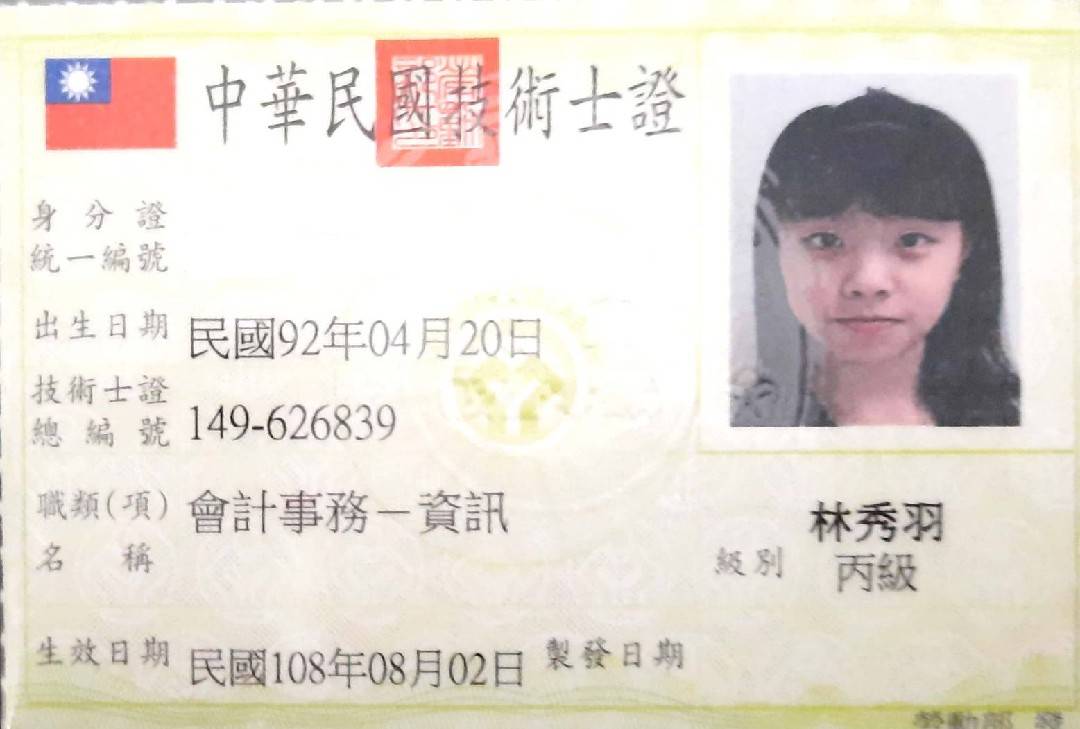 中華民國技術士證
身分證
統一編號
出生日期 民國92年04月20日
技術士證
總編號 149-626839
職類(項) 會計事務－資訊
名稱
林秀羽
級別 丙級
生效日期 民國108年08月02日 製發日期
勞動部 發